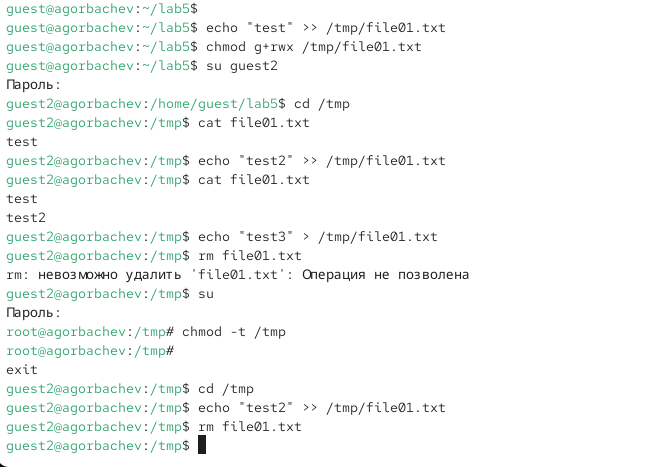 guest@agorbachev:~/lab5$
guest@agorbachev:~/lab5$ echo "test" >> /tmp/file01.txt
guest@agorbachev:~/lab5$ chmod g+rwx /tmp/file01.txt
guest@agorbachev:~/lab5$ su guest2
Пароль:
guest2@agorbachev:/home/guest/lab5$ cd /tmp
guest2@agorbachev:/tmp$ cat file01.txt
test
guest2@agorbachev:/tmp$ echo "test2" >> /tmp/file01.txt
guest2@agorbachev:/tmp$ cat file01.txt
test
test2
guest2@agorbachev:/tmp$ echo "test3" > /tmp/file01.txt
guest2@agorbachev:/tmp$ rm file01.txt
rm: невозможно удалить 'file01.txt': Операция не позволена
guest2@agorbachev:/tmp$ su
Пароль:
root@agorbachev:/tmp# chmod -t /tmp
root@agorbachev:/tmp#
exit
guest2@agorbachev:/tmp$ cd /tmp
guest2@agorbachev:/tmp$ echo "test2" >> /tmp/file01.txt
guest2@agorbachev:/tmp$ rm file01.txt
guest2@agorbachev:/tmp$